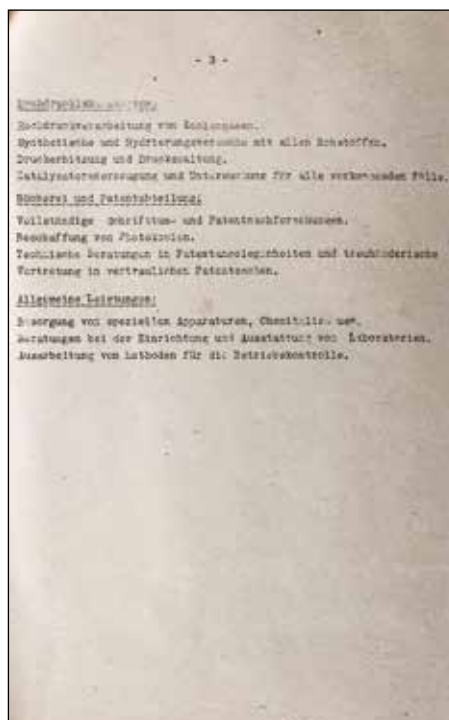 - 3 -
Hochdruckverarbeitung von
Synthetische und Hydrierungsversuche mit allen Rohstoffen.
Druckerhitzung und Druckspaltung.
Catalysatorenerzeugung und Untersuchung für alle vorkommenden Fälle.
Bücherei und Patentabteilung:
Vollständige Schrifttum- und Patentnachforschungen.
Beschaffung von Photokopien.
Technische Beratungen in Patentangelegenheiten und treuhänderische
Vertretung in vertraulichen
Allgemeine Leistungen:
Besorgung von speziellen Apparaturen, Chemikalien usw.
Beratungen bei der Einrichtung und Ausstattung von Laboratorien.
Ausarbeitung von Methoden für die Betriebskontrolle.